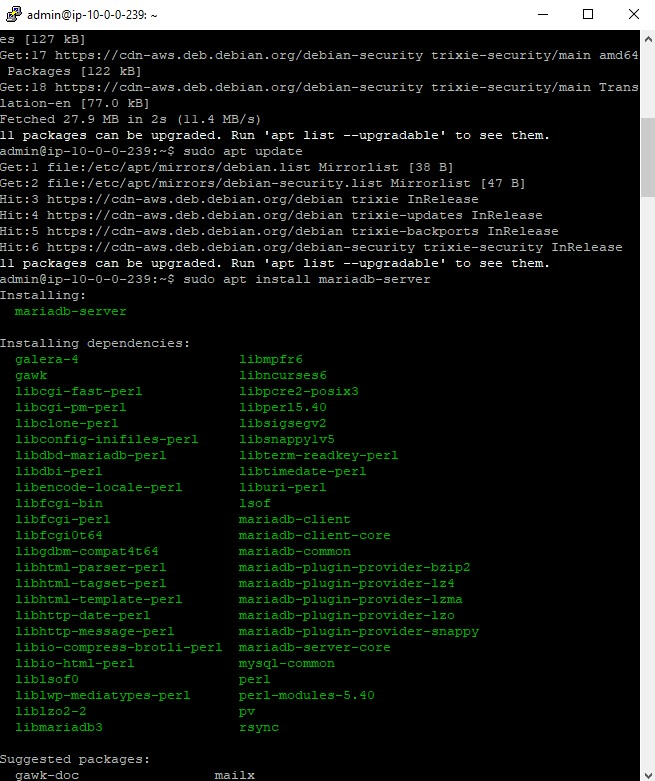 admin@ip-10-0-0-239: ~
es [127 kB]
Get:17 https://cdn-aws.deb.debian.org/debian-security trixie-security/main amd64
 Packages [122 kB]
Get:18 https://cdn-aws.deb.debian.org/debian-security trixie-security/main Trans
lation-en [77.0 kB]
Fetched 27.9 MB in 2s (11.4 MB/s)
11 packages can be upgraded. Run 'apt list --upgradable' to see them.
admin@ip-10-0-0-239:~$ sudo apt update
Get:1 file:/etc/apt/mirrors/debian.list Mirrorlist [38 B]
Get:2 file:/etc/apt/mirrors/debian-security.list Mirrorlist [47 B]
Hit:3 https://cdn-aws.deb.debian.org/debian trixie InRelease
Hit:4 https://cdn-aws.deb.debian.org/debian trixie-updates InRelease
Hit:5 https://cdn-aws.deb.debian.org/debian trixie-backports InRelease
Hit:6 https://cdn-aws.deb.debian.org/debian-security trixie-security InRelease
11 packages can be upgraded. Run 'apt list --upgradable' to see them.
admin@ip-10-0-0-239:~$ sudo apt install mariadb-server
Installing:
  mariadb-server

Installing dependencies:
  galera-4                    libmpfr6
  gawk                        libncurses6
  libcgi-fast-perl            libpcre2-posix3
  libcgi-pm-perl              libperl5.40
  libclone-perl               libsigsegv2
  libconfig-inifiles-perl     libsnappy1v5
  libdbd-mariadb-perl         libterm-readkey-perl
  libdbi-perl                 libtimedate-perl
  libencode-locale-perl       liburi-perl
  libfcgi-bin                 lsof
  libfcgi-perl                mariadb-client
  libfcgi0t64                 mariadb-client-core
  libgdbm-compat4t64          mariadb-common
  libhtml-parser-perl         mariadb-plugin-provider-bzip2
  libhtml-tagset-perl         mariadb-plugin-provider-lz4
  libhtml-template-perl       mariadb-plugin-provider-lzma
  libhttp-date-perl           mariadb-plugin-provider-lzo
  libhttp-message-perl        mariadb-plugin-provider-snappy
  libio-compress-brotli-perl  mariadb-server-core
  libio-html-perl             mysql-common
  liblsof0                    perl
  liblwp-mediatypes-perl      perl-modules-5.40
  liblzo2-2                   pv
  libmariadb3                 rsync

Suggested packages:
  gawk-doc                 mailx